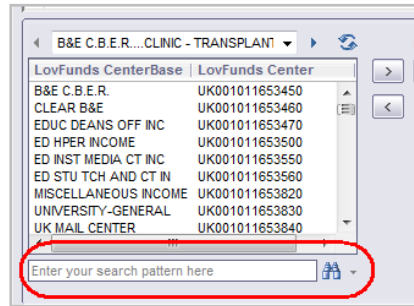 B&E C.B.E.R....CLINIC - TRANSPLANT
LovFunds CenterBase LovFunds Center
B&E C.B.E.R. UK001011653450
CLEAR B&E UK001011653460
EDUC DEANS OFF INC UK001011653470
ED HPER INCOME UK001011653500
ED INST MEDIA CT INC UK001011653550
ED STU TCH AND CT IN UK001011653560
MISCELLANEOUS INCOME UK001011653820
UNIVERSITY-GENERAL UK001011653830
UK MAIL CENTER UK001011653840
Enter your search pattern here